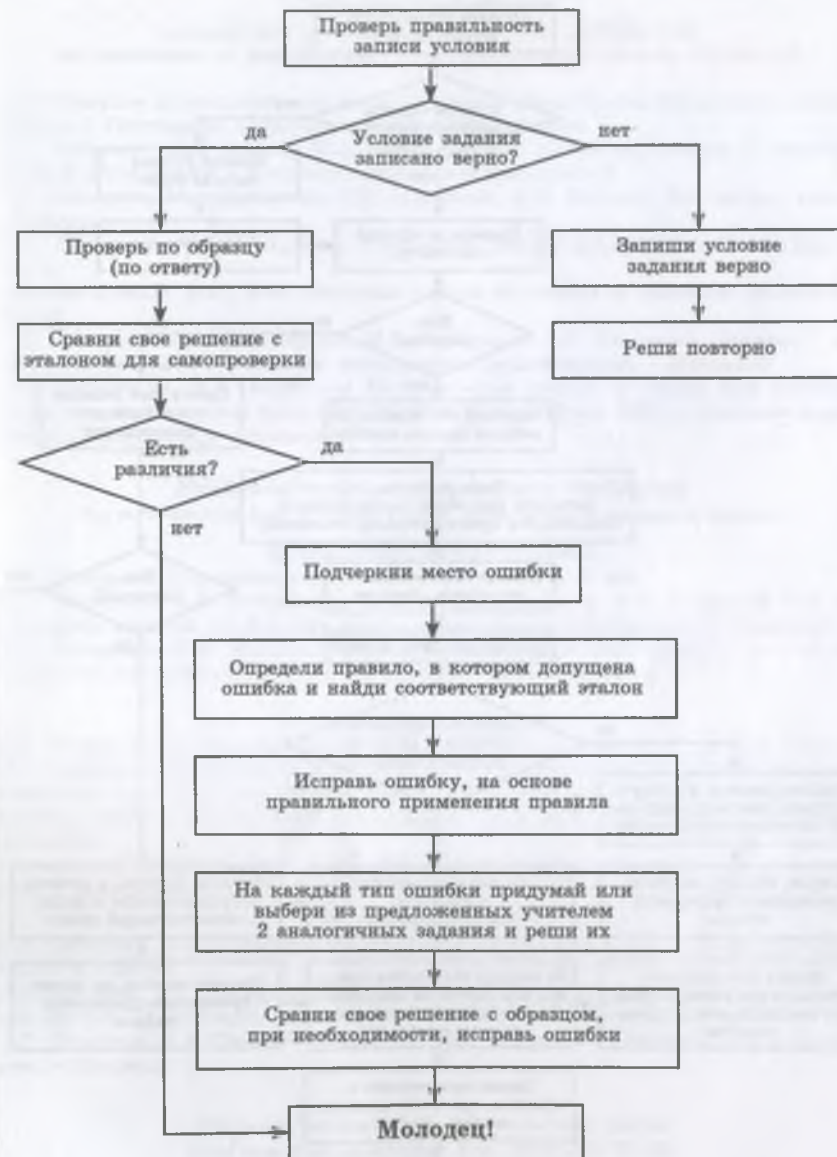 Проверь правильность
записи условия
да
Условие задания
записано верно?
нет
Проверь по образцу
(по ответу)
Запиши условие
задания верно
Сравни свое решение с
эталоном для самопроверки
Реши повторно
Есть
различия?
да
нет
Подчеркни место ошибки
Определи правило, в котором допущена
ошибка и найди соответствующий эталон
Исправь ошибку, на основе
правильного применения правила
На каждый тип ошибки придумай или
выбери из предложенных учителем
2 аналогичных задания и реши их
Сравни свое решение с образцом,
при необходимости, исправь ошибки
Молодец!